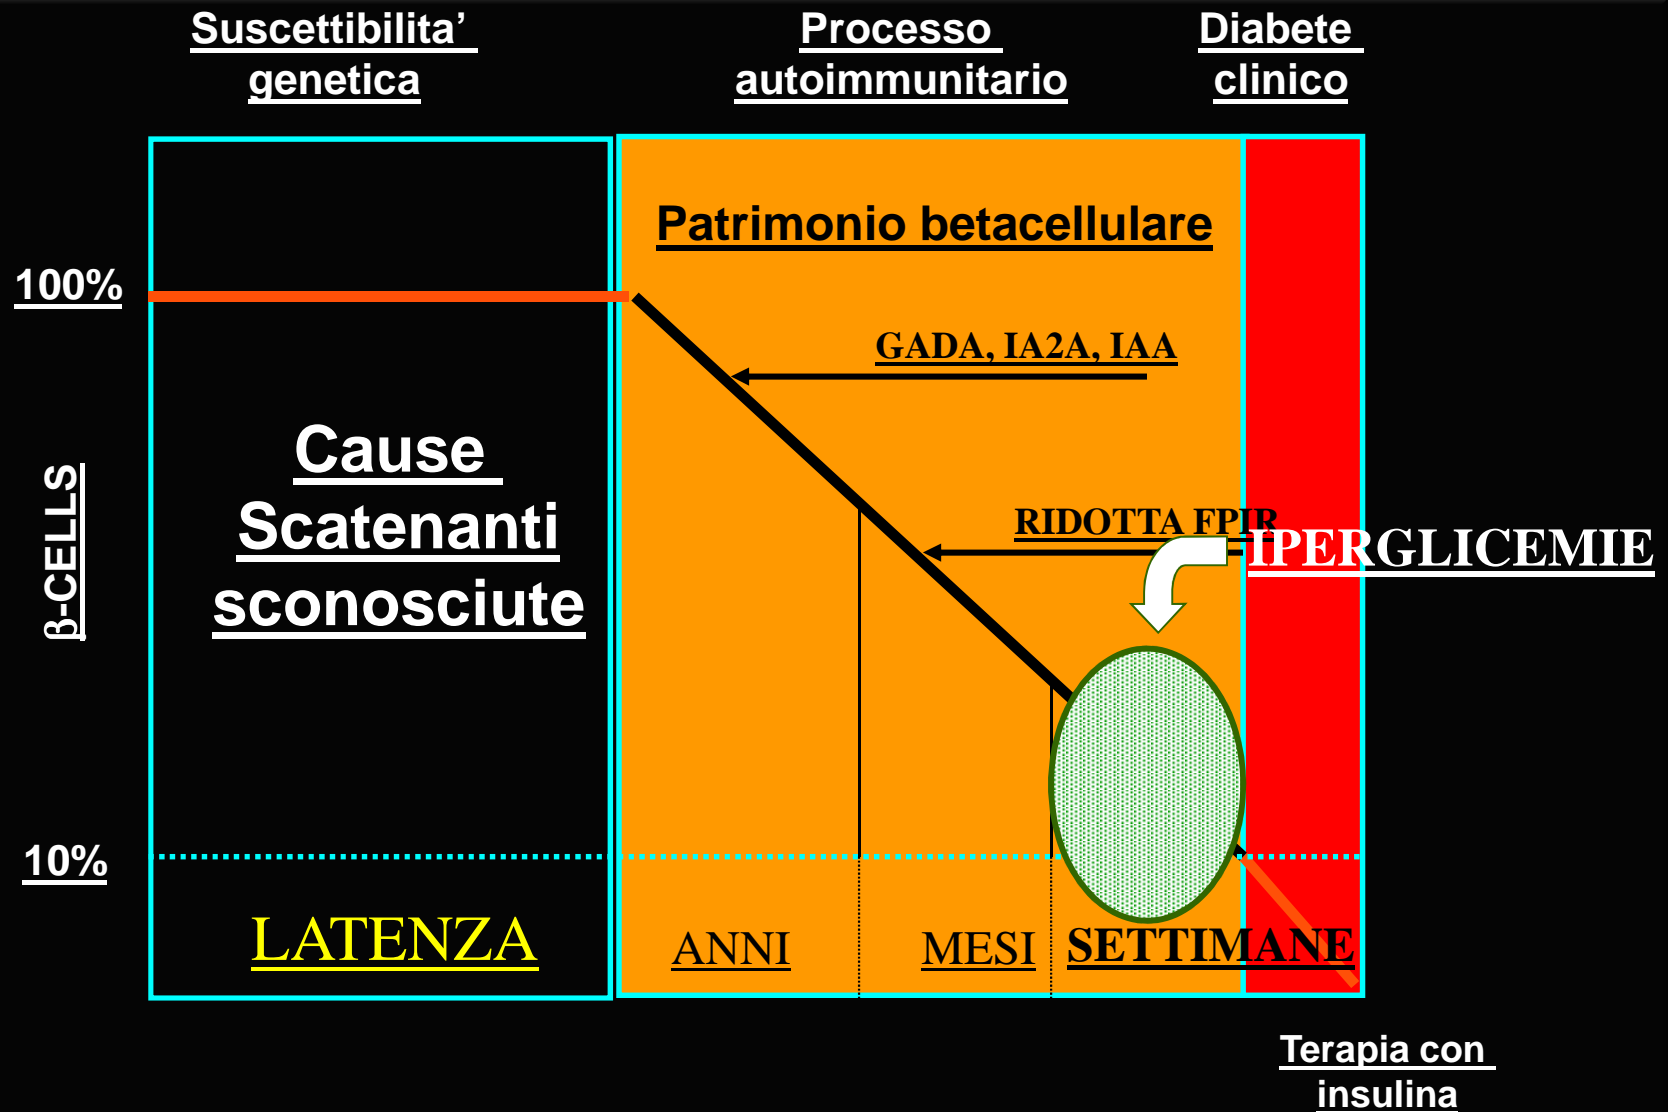 Suscettibilita’
genetica
Processo
autoimmunitario
Diabete
clinico
Patrimonio betacellulare
100%
GADA, IA2A, IAA
Cause
Scatenanti
sconosciute
β-CELLS
RIDOTTA FPIR
IPERGLICEMIE
10%
LATENZA
ANNI
MESI
SETTIMANE
Terapia con
insulina